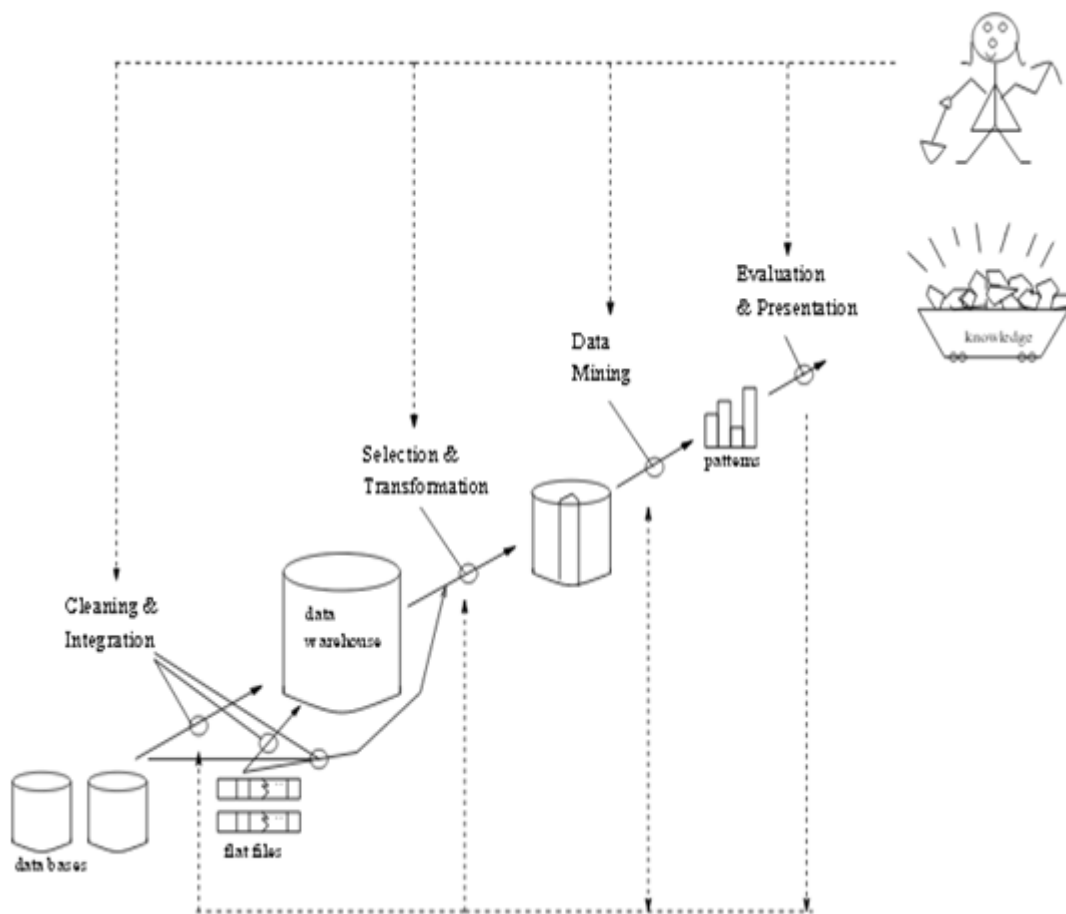 Evaluation
& Presentation
knowledge
Data
Mining
patterns
Selection &
Transformation
data
warehouse
Cleaning &
Integration
data bases
flat files